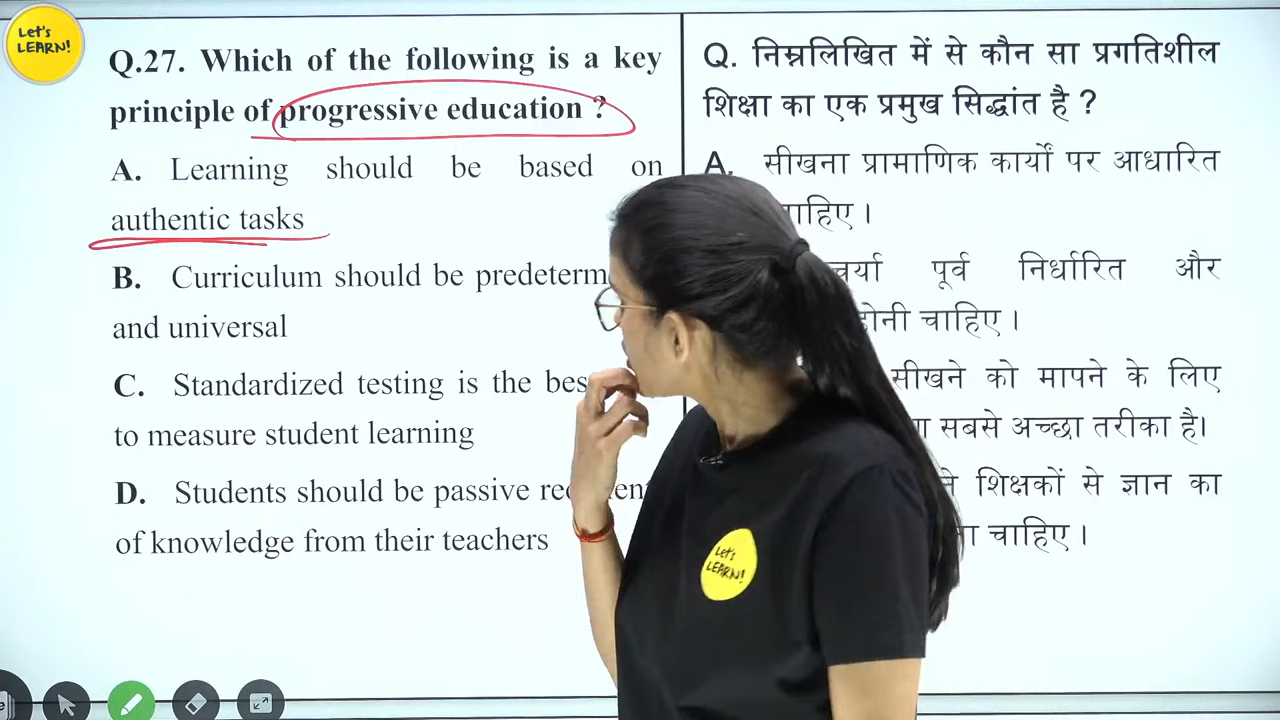 Let's
LEARN!
Q.27. Which of the following is a key
principle of progressive education ?
A. Learning should be based on
authentic tasks
B. Curriculum should be
and universal
C. Standardized testing is the
to measure student learning
D. Students should be passive
of knowledge from their teachers
Q. निम्नलिखित में से कौन सा प्रगतिशील
शिक्षा का एक प्रमुख सिद्धांत है ?
A. सीखना प्रामाणिक कार्यों पर आधारित
पूर्व निर्धारित और
होनी चाहिए।
सीखने को मापने के लिए
सबसे अच्छा तरीका है।
शिक्षकों से ज्ञान का
चाहिए।
Let's
LEARN!